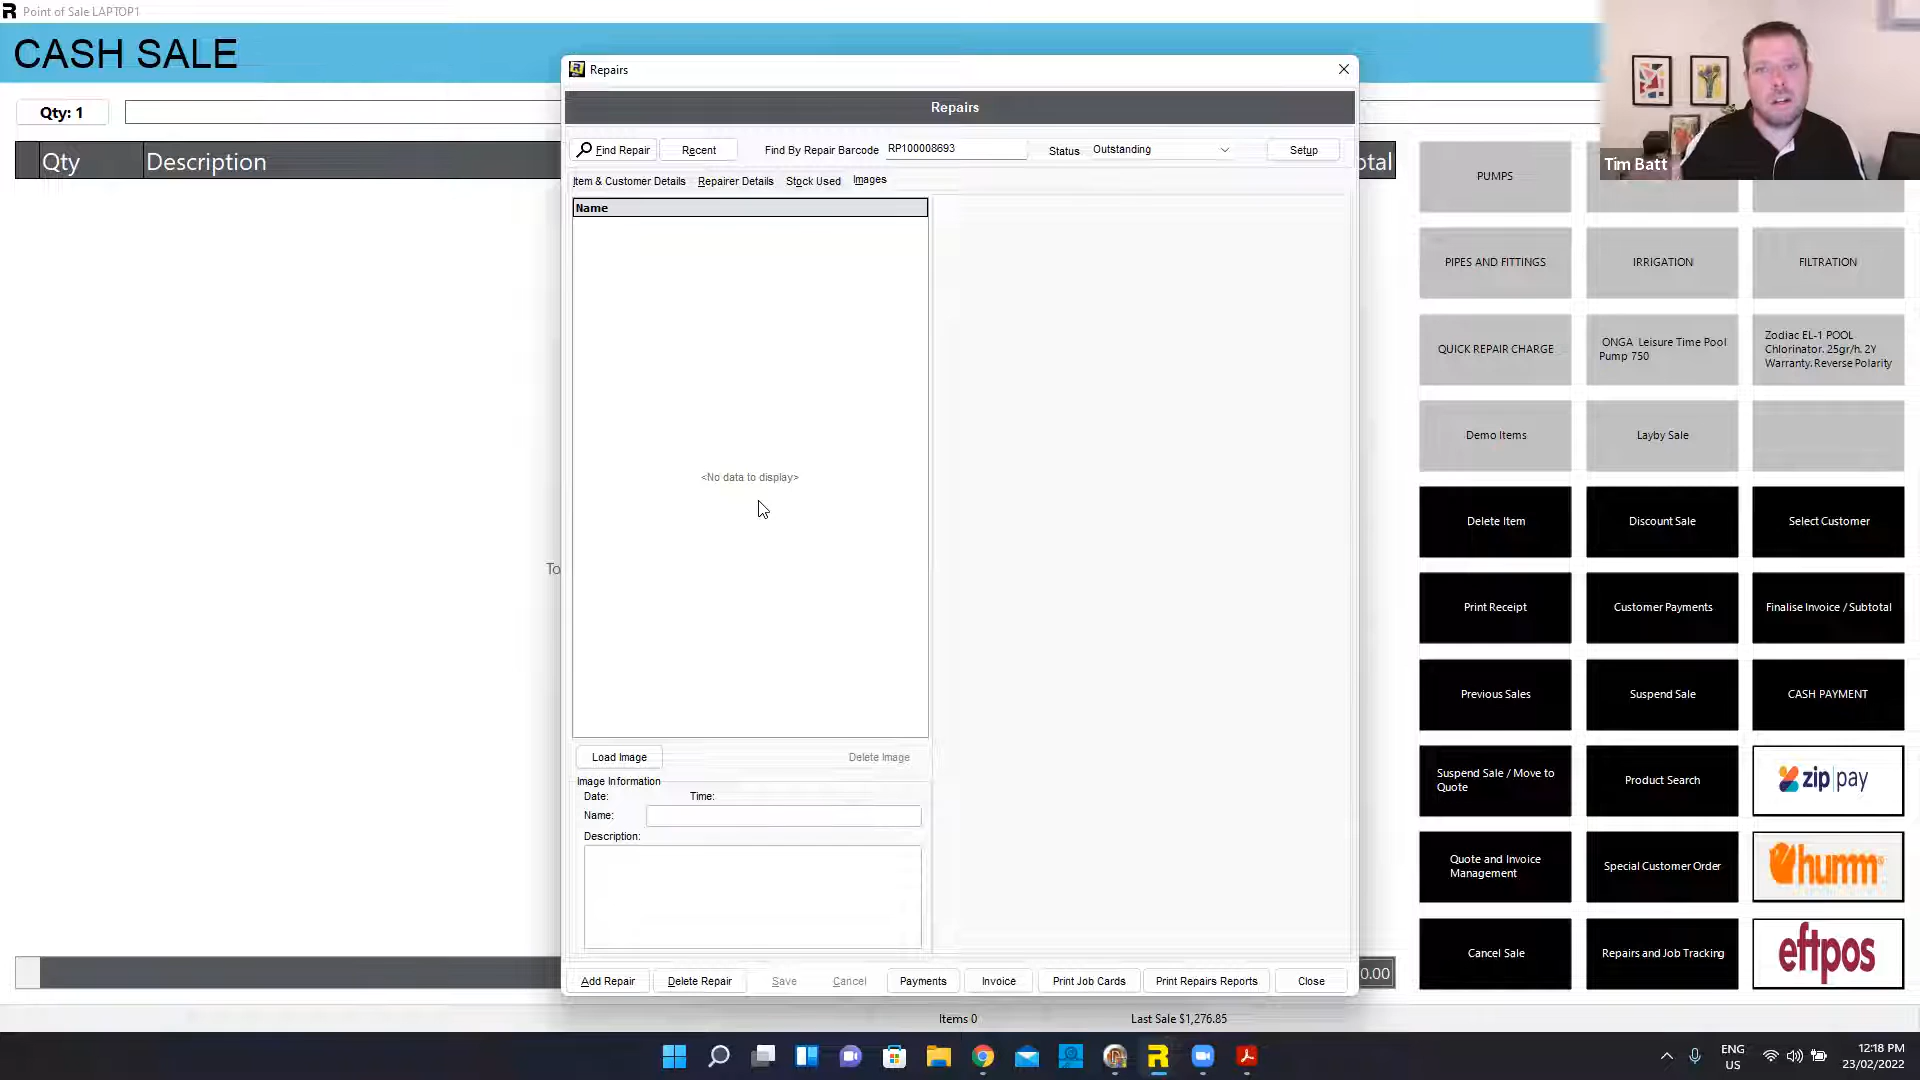 Point of Sale LAPTOP1
CASH SALE
Qty: 1
Qty
Description
otal
Repairs
Repairs
Find Repair
Recent
Find By Repair Barcode
RP100008693
Status
Outstanding
Setup
Item & Customer Details
Repairer Details
Stock Used
Images
Name
<No data to display>
To
Load Image
Delete Image
Image Information
Date:
Time:
Name:
Description:
Add Repair
Delete Repair
Save
Cancel
Payments
Invoice
Print Job Cards
Print Repairs Reports
Close
0.00
Items 0
Last Sale $1,276.85
Tim Batt
PUMPS
PIPES AND FITTINGS
IRRIGATION
FILTRATION
QUICK REPAIR CHARGE
ONGA Leisure Time Pool
Pump 750
Zodiac EL-1 POOL
Chlorinator. 25gr/h. 2Y
Warranty. Reverse Polarity
Demo Items
Layby Sale
Delete Item
Discount Sale
Select Customer
Print Receipt
Customer Payments
Finalise Invoice / Subtotal
Previous Sales
Suspend Sale
CASH PAYMENT
Suspend Sale / Move to
Quote
Product Search
zip pay
Quote and Invoice
Management
Special Customer Order
humm
Cancel Sale
Repairs and Job Tracking
eftpos
ENG
US
12:18 PM
23/02/2022